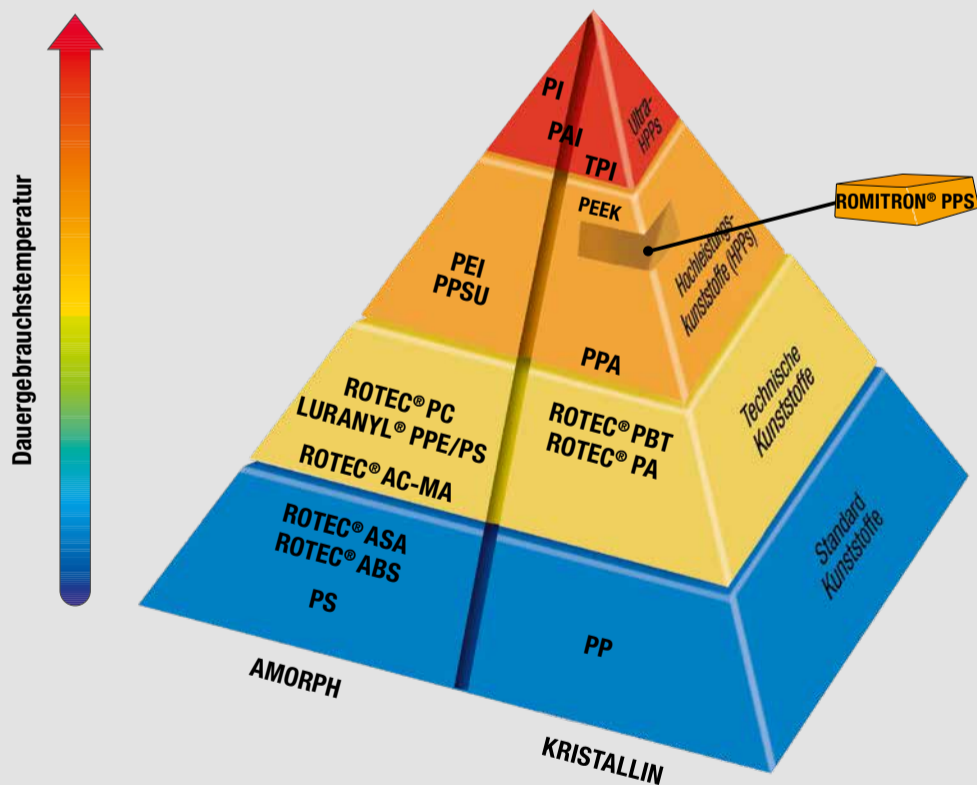 Dauergebrauchstemperatur
PI
PAI
TPI
Ultra-
HPPs
PEEK
ROMITRON® PPS
PEI
PPSU
PPA
Hochleistungs-
kunststoffe (HPPs)
ROTEC® PC
LURANYL® PPE/PS
ROTEC® AC-MA
ROTEC® PBT
ROTEC® PA
Technische
Kunststoffe
ROTEC® ASA
ROTEC® ABS
PS
PP
Standard
Kunststoffe
AMORPH
KRISTALLIN